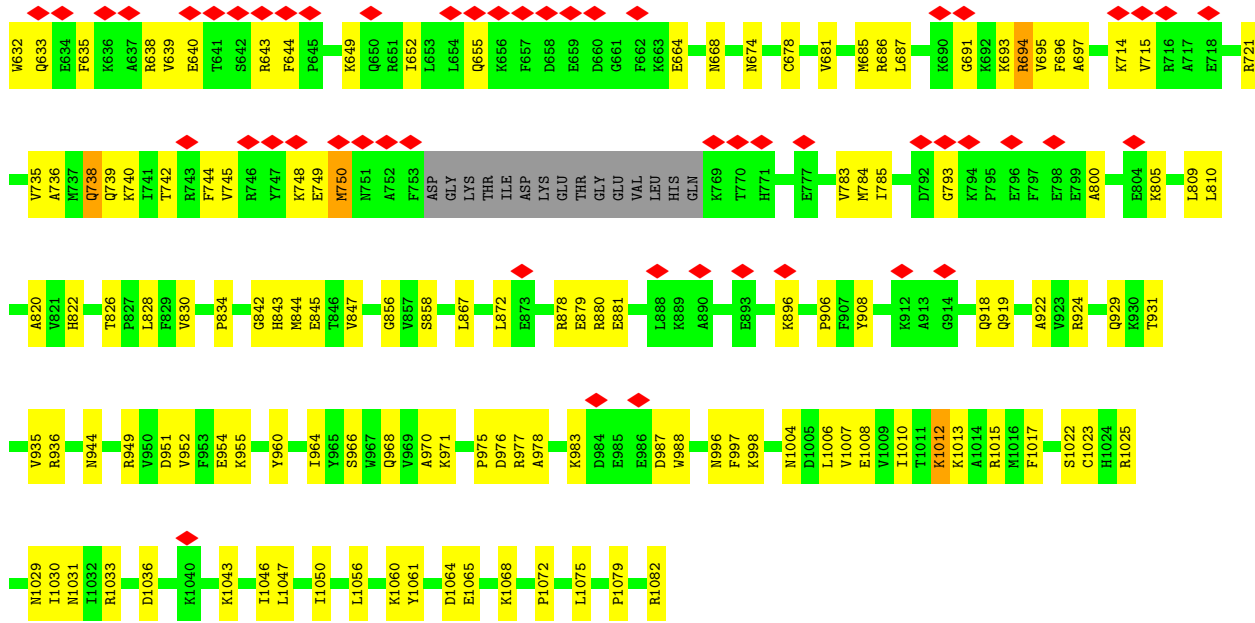 W632 Q633 E634 F635 K636 A637 R638 V639 E640 T641 S642 R643 F644 P645 K649 Q650 R651 I652 L653 L654 Q655 K656 F657 D658 E659 D660 G661 F662 K663 E664 N668 N674 C678 V681 M685 R686 L687 K690 G691 K692 K693 R694 V695 F696 A697 K714 V715 R716 A717 E718 R721
V735 A736 M737 Q738 Q739 K740 I741 T742 R743 F744 V745 R746 Y747 K748 E749 M750 N751 A752 F753 ASP GLY LYS THR ILE ASP LYS GLU THR GLY GLU VAL LEU HIS GLN K769 T770 H771 E777 V783 M784 I785 D792 G793 K794 P795 E796 F797 E798 E799 A800 E804 K805 L809 L810
A820 V821 H822 T826 P827 L828 F829 V830 P834 G842 H843 M844 E845 T846 V847 G856 V857 S858 L867 L872 E873 R878 E879 R880 E881 L888 K889 A890 E893 K896 P906 F907 Y908 K912 A913 G914 Q918 Q919 A922 V923 R924 Q929 K930 T931
V935 R936 N944 R949 V950 D951 V952 F953 E954 K955 Y960 I964 Y965 S966 W967 Q968 V969 A970 K971 P975 D976 R977 A978 K983 D984 E985 E986 D987 W988 N996 F997 K998 N1004 D1005 L1006 V1007 E1008 V1009 I1010 T1011 K1012 K1013 A1014 R1015 M1016 F1017 S1022 C1023 H1024 R1025
N1029 I1030 N1031 I1032 R1033 D1036 K1040 K1043 I1046 L1047 I1050 L1056 K1060 Y1061 D1064 E1065 K1068 P1072 L1075 P1079 R1082